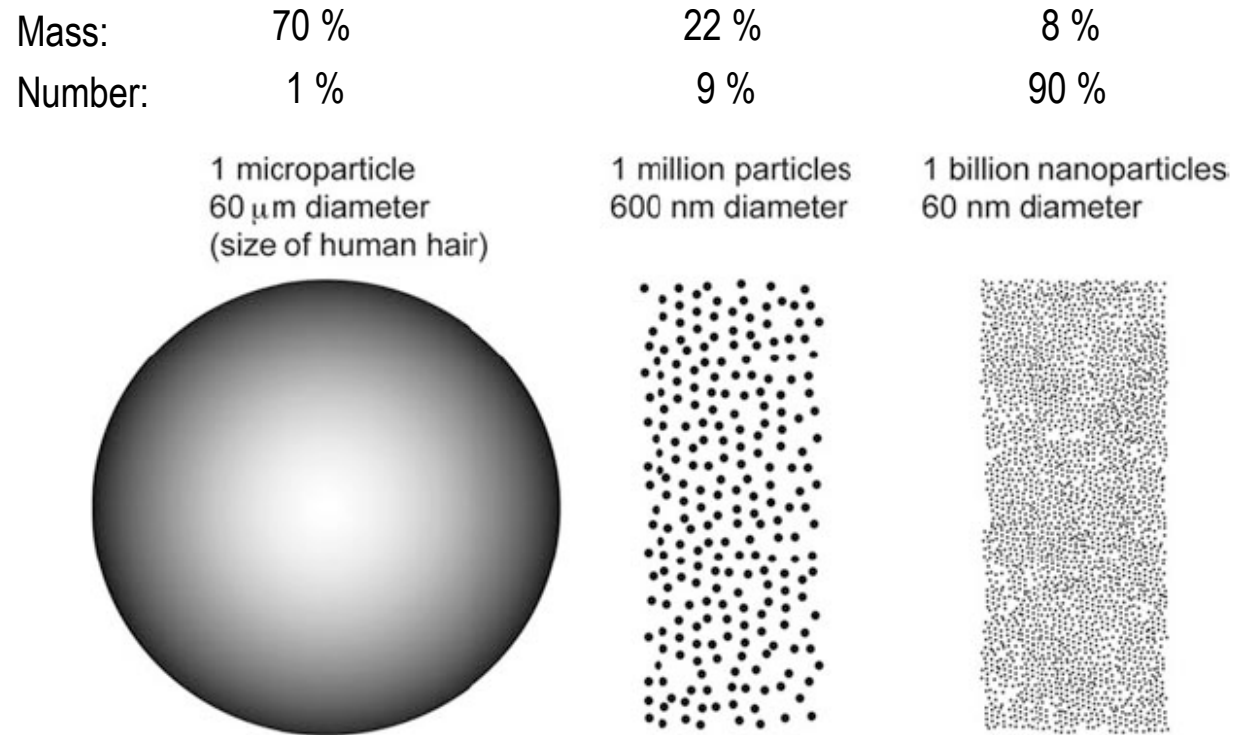 Mass: 70 % 22 % 8 %
Number: 1 % 9 % 90 %
1 microparticle
60 μm diameter
(size of human hair)
1 million particles
600 nm diameter
1 billion nanoparticles
60 nm diameter